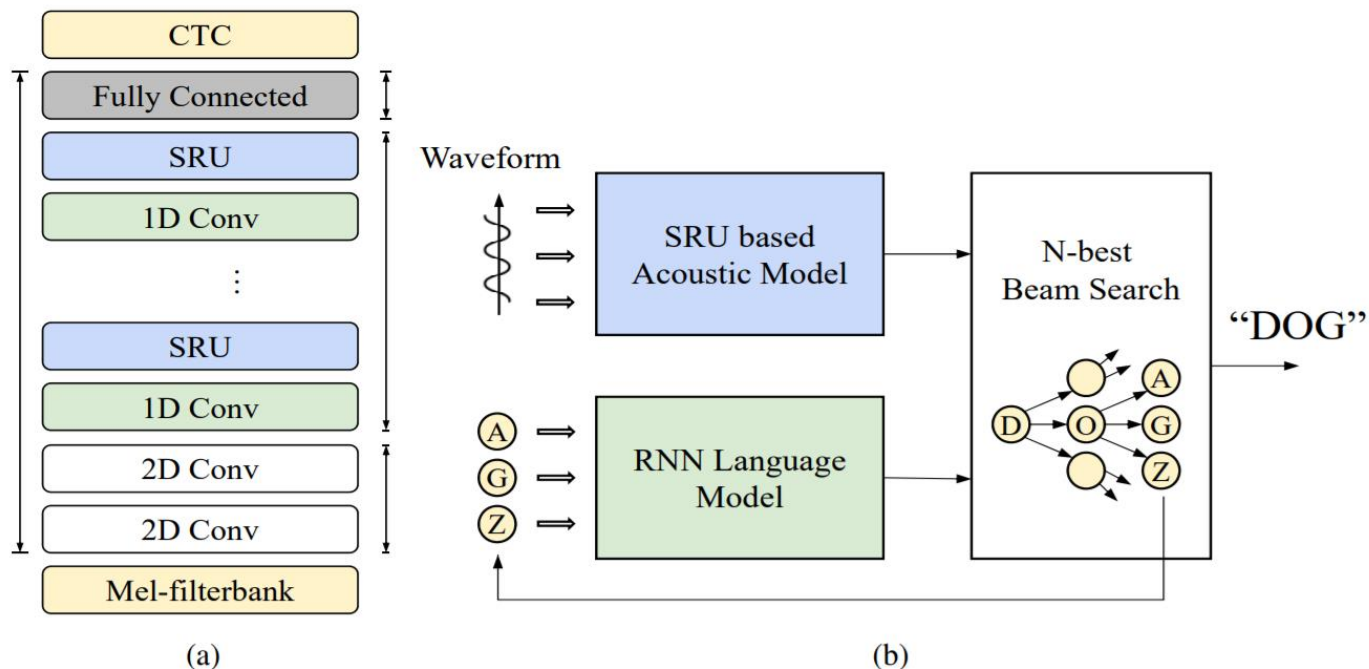 CTC
Fully Connected
SRU
1D Conv
⋮
SRU
1D Conv
2D Conv
2D Conv
Mel-filterbank
(a)
Waveform
SRU based
Acoustic Model
A
G
Z
RNN Language
Model
N-best
Beam Search
D
O
A
G
Z
“DOG”
(b)